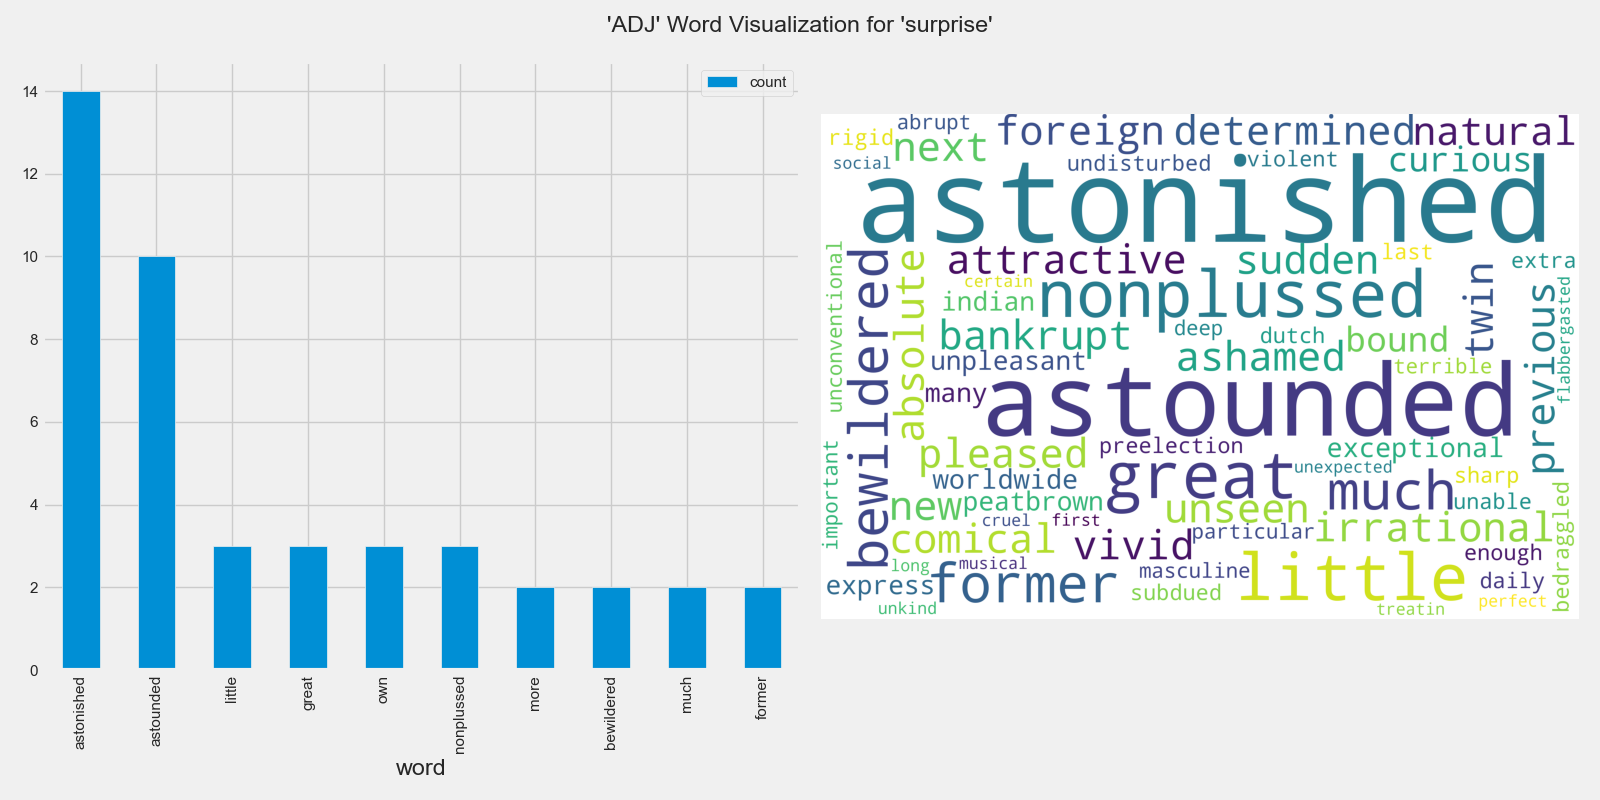 'ADJ' Word Visualization for 'surprise'
count
14
12
10
8
6
4
2
0
astonished
astounded
little
great
own
nonplussed
more
bewildered
much
former
word
abrupt
foreign
determined
natural
rigid
next
social
undisturbed
violent
curious
astonished
unconventional
bewildered
absolute
attractive
sudden
last
extra
certain
indian
nonplussed
twin
previous
flabbergasted
bankrupt
deep
dutch
bound
unpleasant
ashamed
terrible
many
astounded
important
pleased
preelection
exceptional
worldwide
great
unexpected
much
sharp
new
peatbrown
unseen
unable
bedraggled
cruel
first
particular
irrational
comical
vivid
enough
long
musical
masculine
little
daily
express
former
subdued
perfect
unkind
treatin